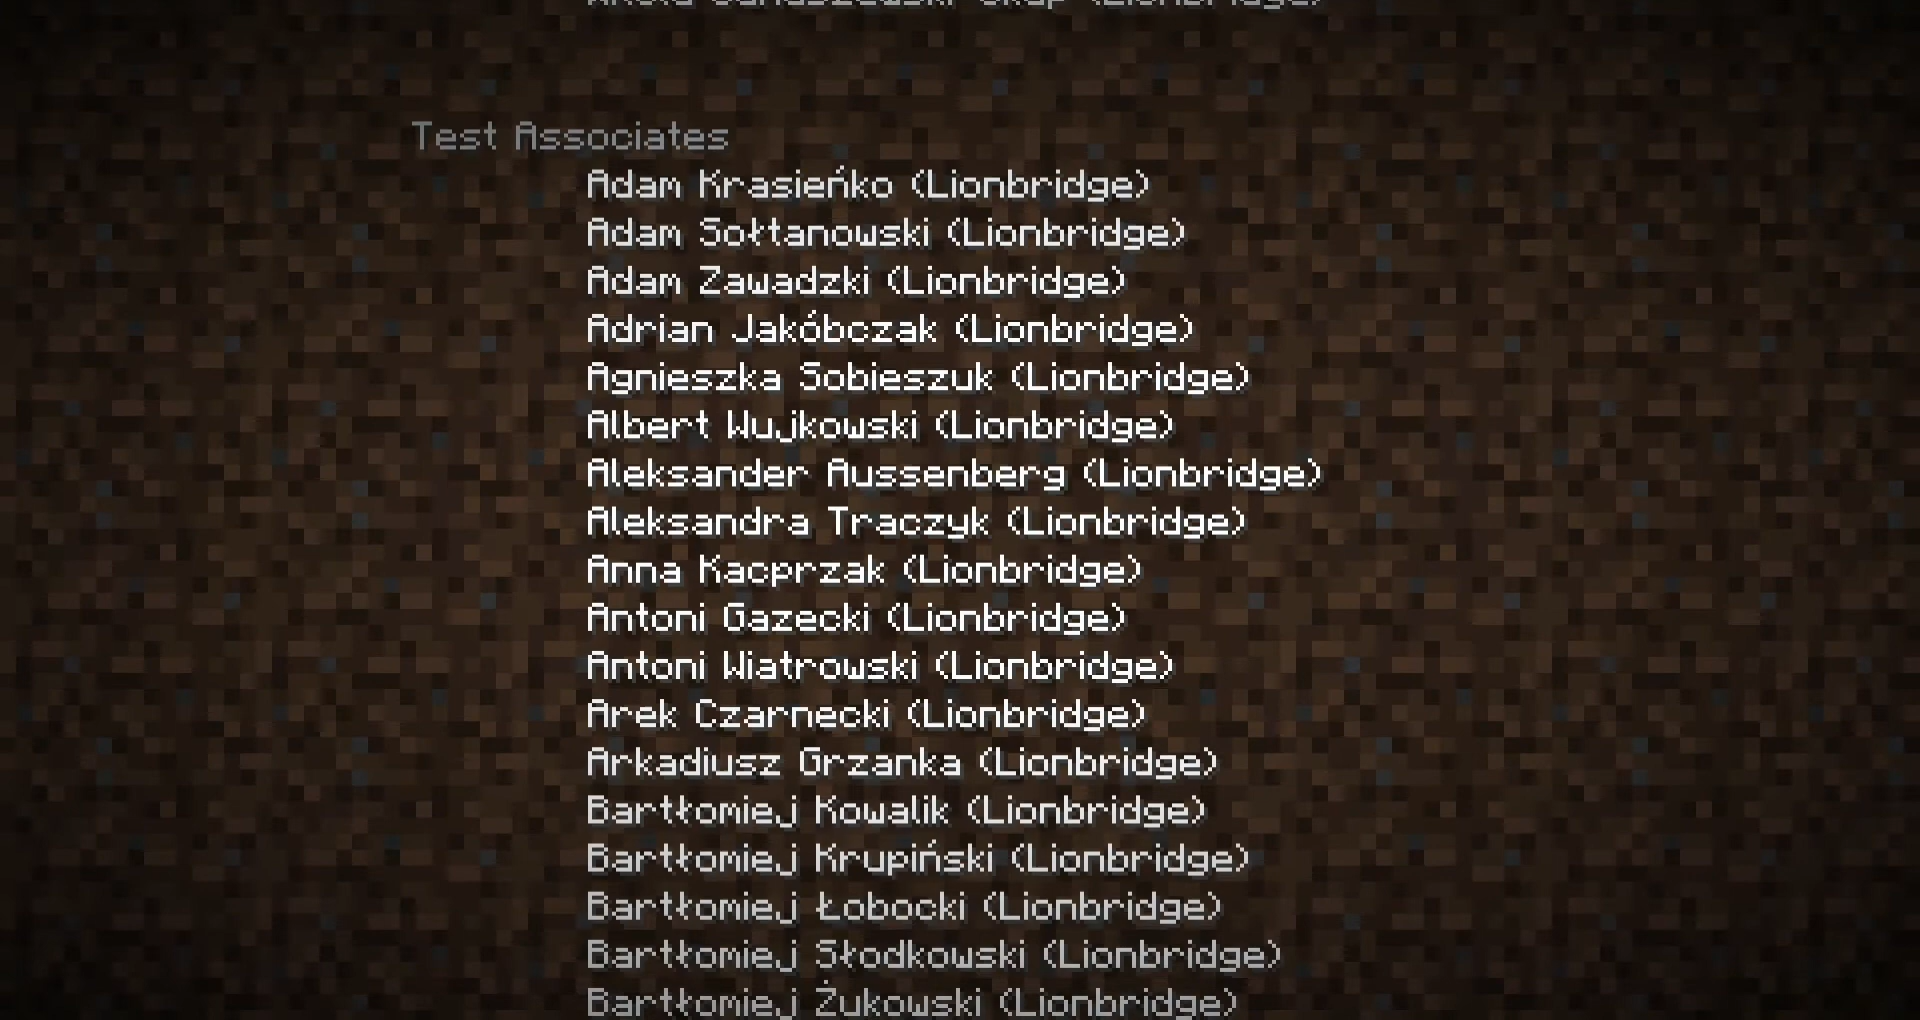 (Lionbridge)
Test Associates
Adam Krasieńko (Lionbridge)
Adam Sołtanowski (Lionbridge)
Adam Zawadzki (Lionbridge)
Adrian Jakóbczak (Lionbridge)
Agnieszka Sobieszuk (Lionbridge)
Albert Wujkowski (Lionbridge)
Aleksander Aussenberg (Lionbridge)
Aleksandra Traczyk (Lionbridge)
Anna Kacprzak (Lionbridge)
Antoni Gazecki (Lionbridge)
Antoni Wiatrowski (Lionbridge)
Arek Czarnecki (Lionbridge)
Arkadiusz Grzanka (Lionbridge)
Bartłomiej Kowalik (Lionbridge)
Bartłomiej Krupiński (Lionbridge)
Bartłomiej Łobocki (Lionbridge)
Bartłomiej Słodkowski (Lionbridge)
Bartłomiej Żukowski (Lionbridge)